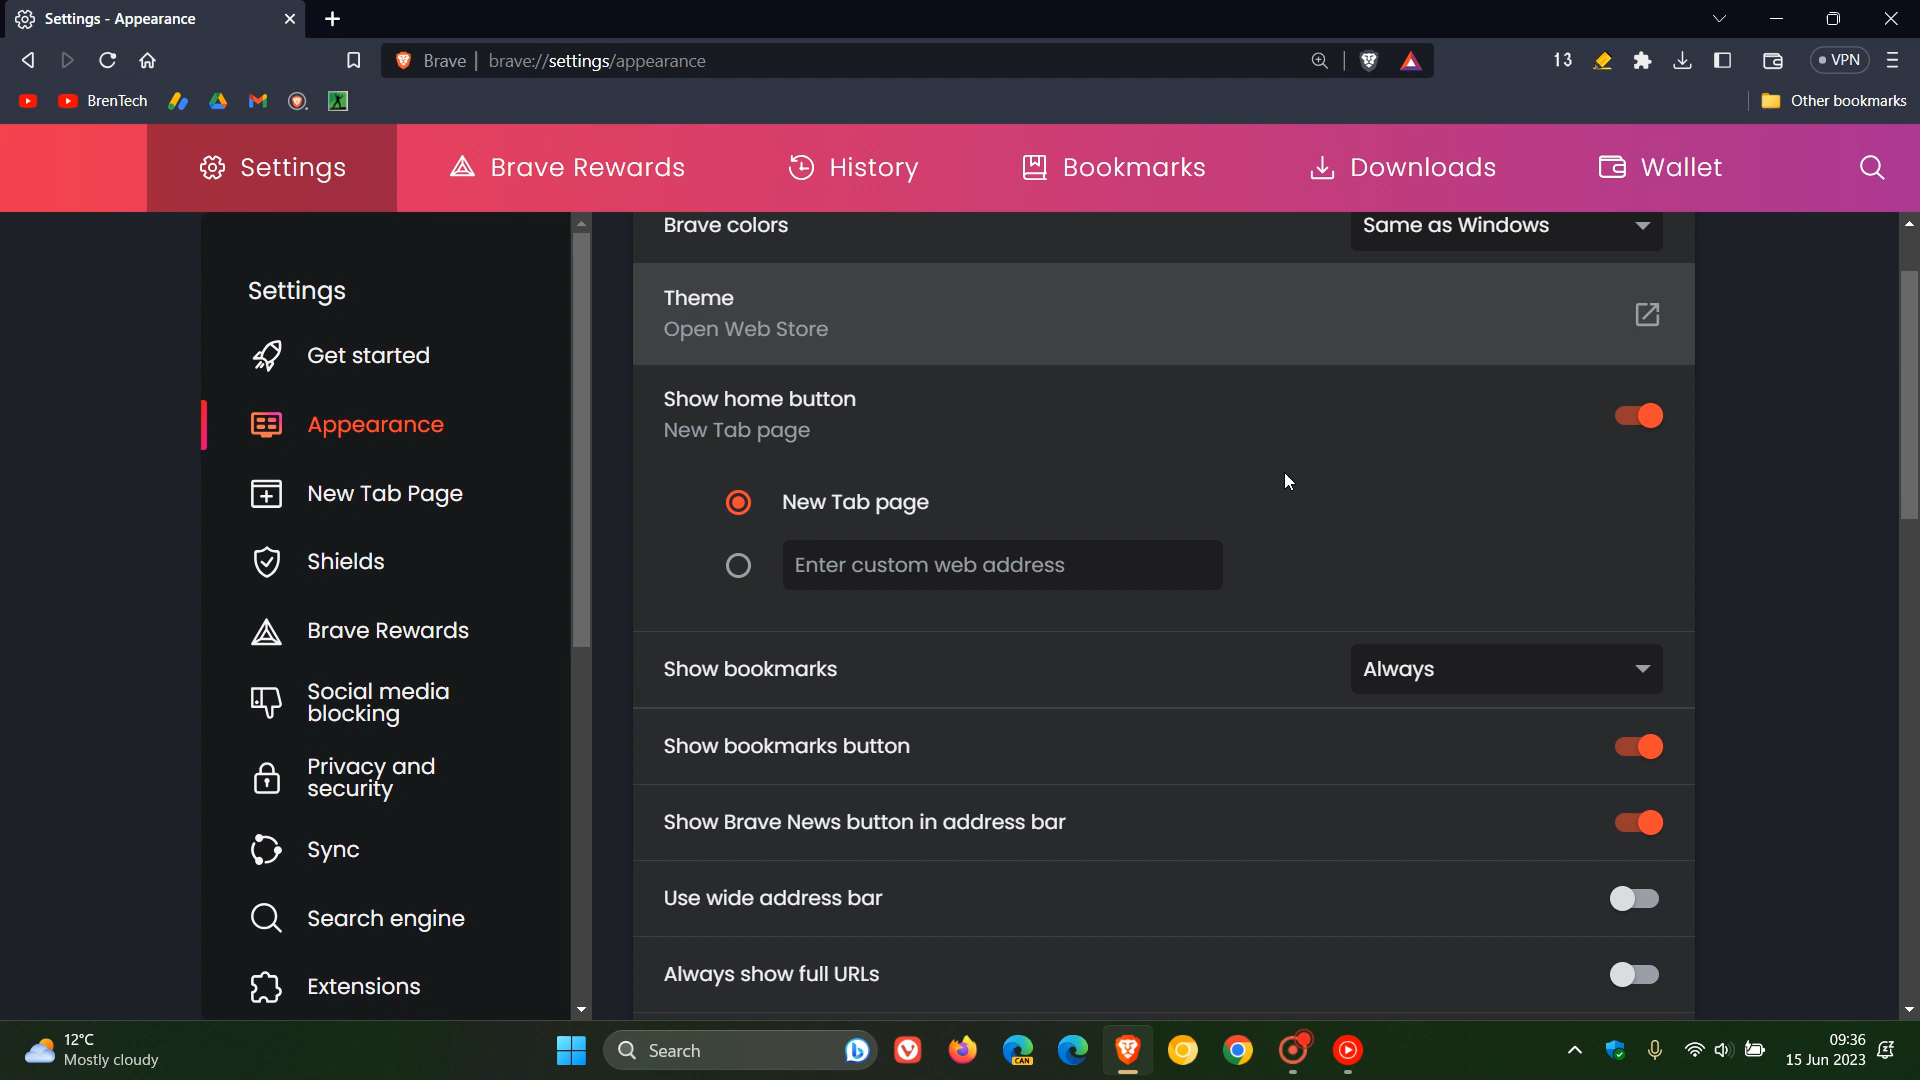 Settings - Appearance
Brave | brave://settings/appearance
13
VPN
BrenTech
Other bookmarks
Settings
Brave Rewards
History
Bookmarks
Downloads
Wallet
Settings
Get started
Appearance
New Tab Page
Shields
Brave Rewards
Social media
blocking
Privacy and
security
Sync
Search engine
Extensions
Brave colors
Same as Windows
Theme
Open Web Store
Show home button
New Tab page
New Tab page
Enter custom web address
Show bookmarks
Always
Show bookmarks button
Show Brave News button in address bar
Use wide address bar
Always show full URLs
12°C
Mostly cloudy
Search
CAN
09:36
15 Jun 2023